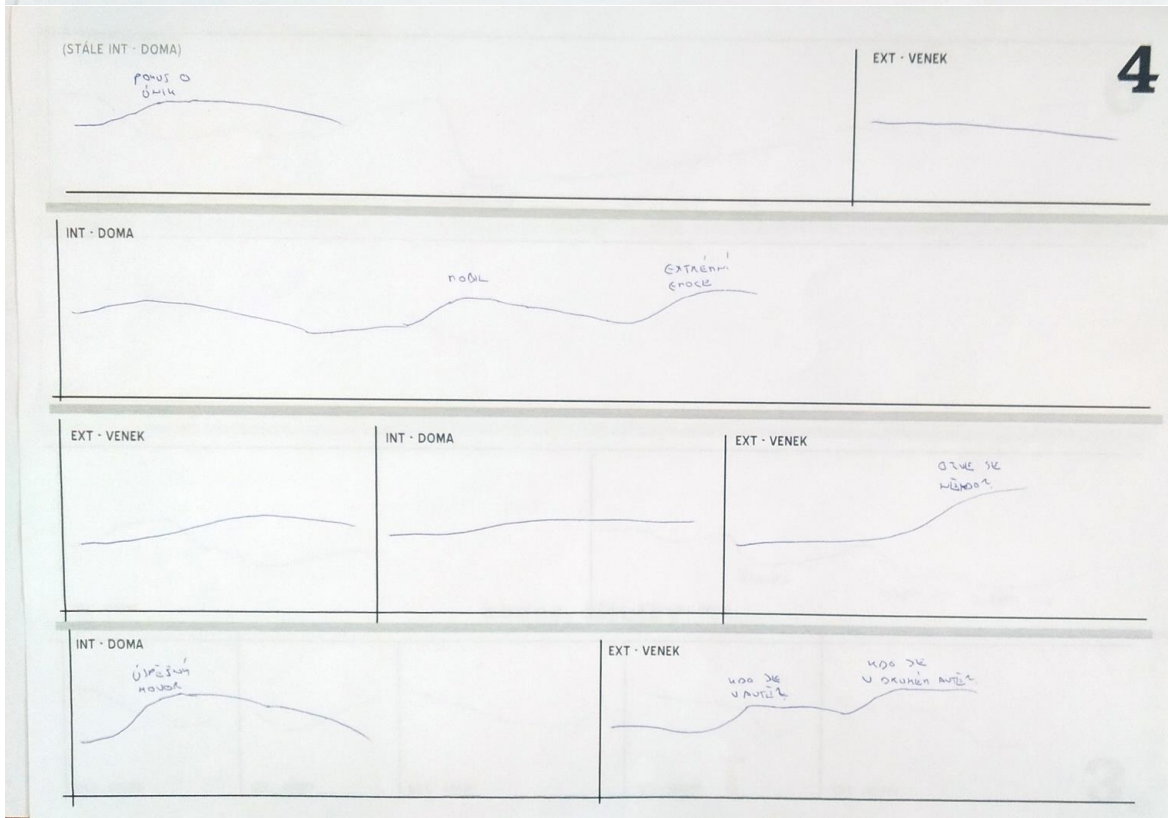 (STÁLE INT · DOMA)
POKUS O
ÚNIK
EXT · VENEK
4
INT · DOMA
MOBIL
EXTRÉMNÍ
EMOCE
EXT · VENEK
INT · DOMA
EXT · VENEK
OZVE SE
NĚKDO?
INT · DOMA
ÚSPĚŠNÝ
HOVOR
EXT · VENEK
KDO JE
V AUTĚ?
KDO JE
V DRUHÉM AUTĚ?